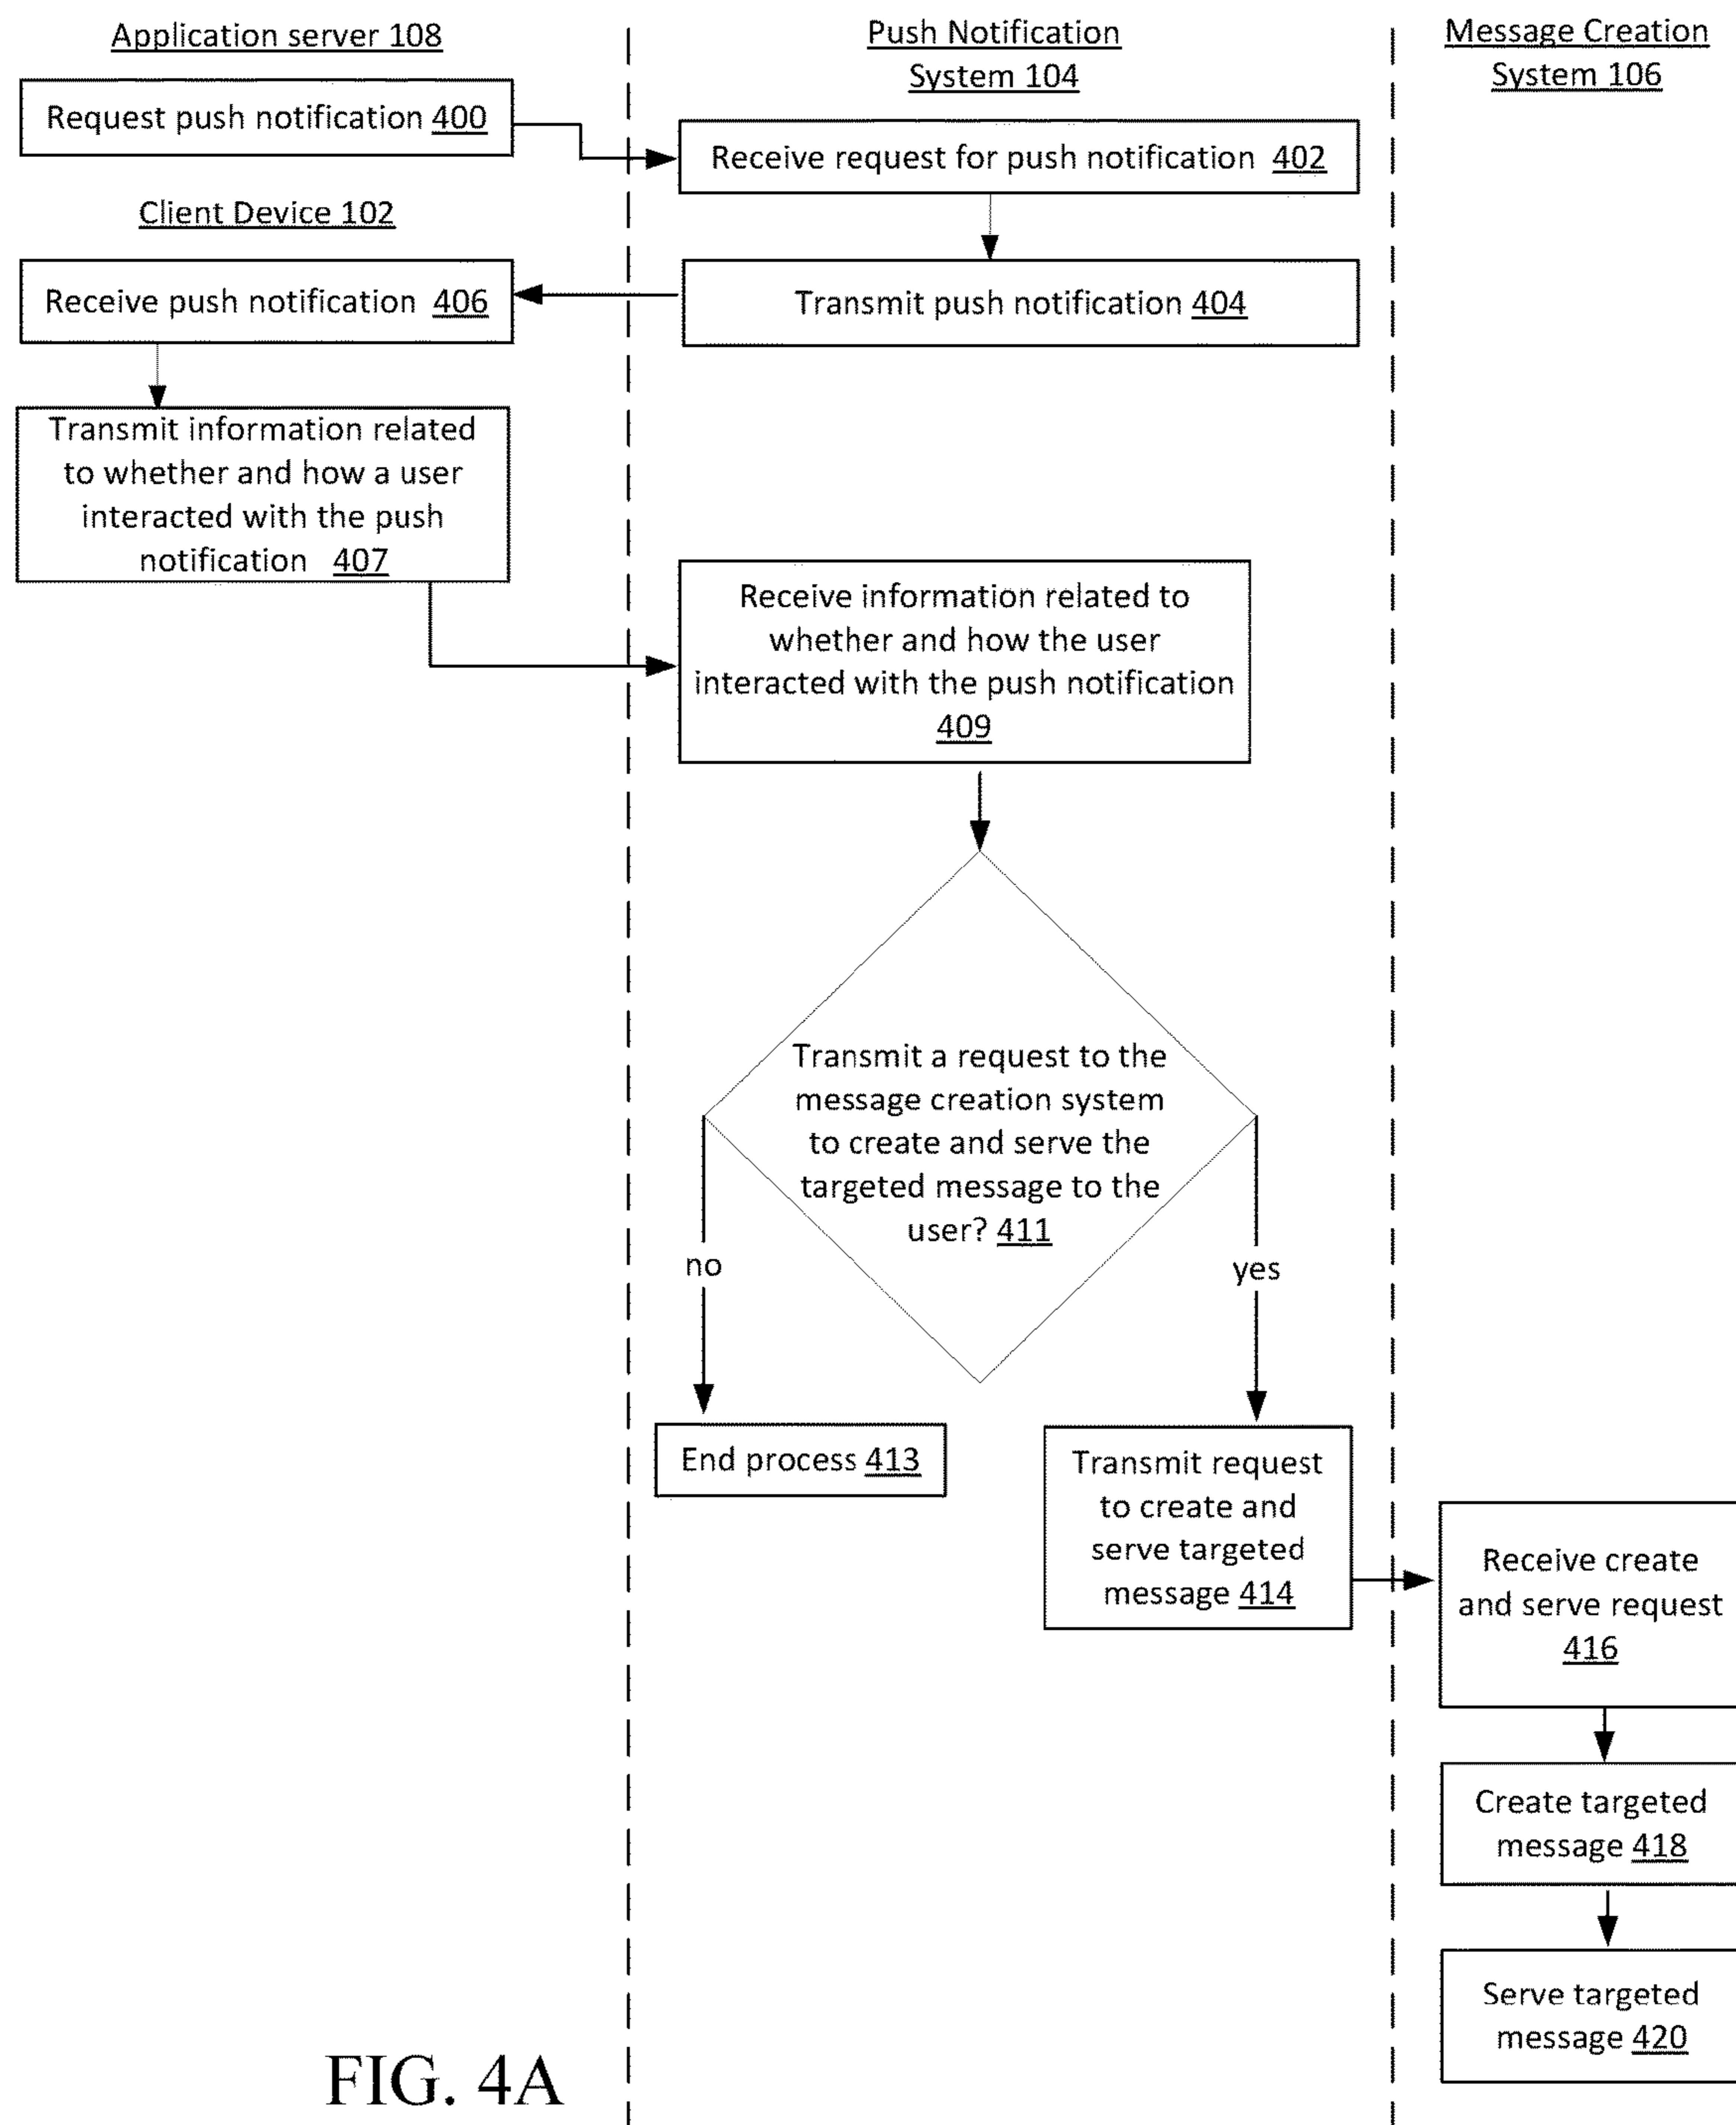 Application server 108
Request push notification 400
Client Device 102
Receive push notification 406
Transmit information related
to whether and how a user
interacted with the push
notification 407
Push Notification
System 104
Receive request for push notification 402
Transmit push notification 404
Receive information related to
whether and how the user
interacted with the push notification
409
Transmit a request to the
message creation system
to create and serve the
targeted message to the
user? 411
no
yes
End process 413
Transmit request
to create and
serve targeted
message 414
Message Creation
System 106
Receive create
and serve request
416
Create targeted
message 418
Serve targeted
message 420
FIG. 4A